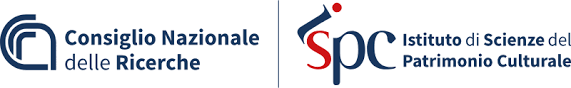 Consiglio Nazionale
delle Ricerche
ispc
Istituto di Scienze del
Patrimonio Culturale